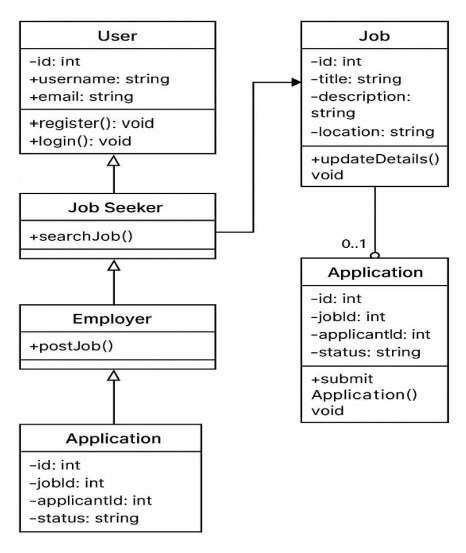 User
-id: int
+username: string
+email: string
+register(): void
+login(): void
Job Seeker
+searchJob()
Employer
+postJob()
Application
-id: int
-jobId: int
-applicantId: int
-status: string
Job
-id: int
-title: string
-description:
string
-location: string
+updateDetails()
void
0..1
Application
-id: int
-jobId: int
-applicantId: int
-status: string
+submit
Application()
void